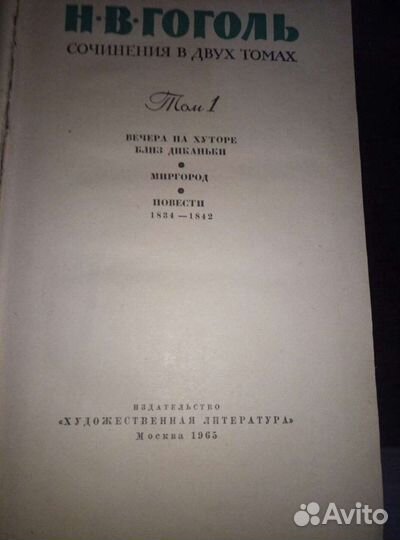 Н·В·ГОГОЛЬ
СОЧИНЕНИЯ В ДВУХ ТОМАХ
Том 1
ВЕЧЕРА НА ХУТОРЕ
БЛИЗ ДИКАНЬКИ
МИРГОРОД
ПОВЕСТИ
1834—1842
ИЗДАТЕЛЬСТВО
«ХУДОЖЕСТВЕННАЯ ЛИТЕРАТУРА»
Москва 1965
Avito